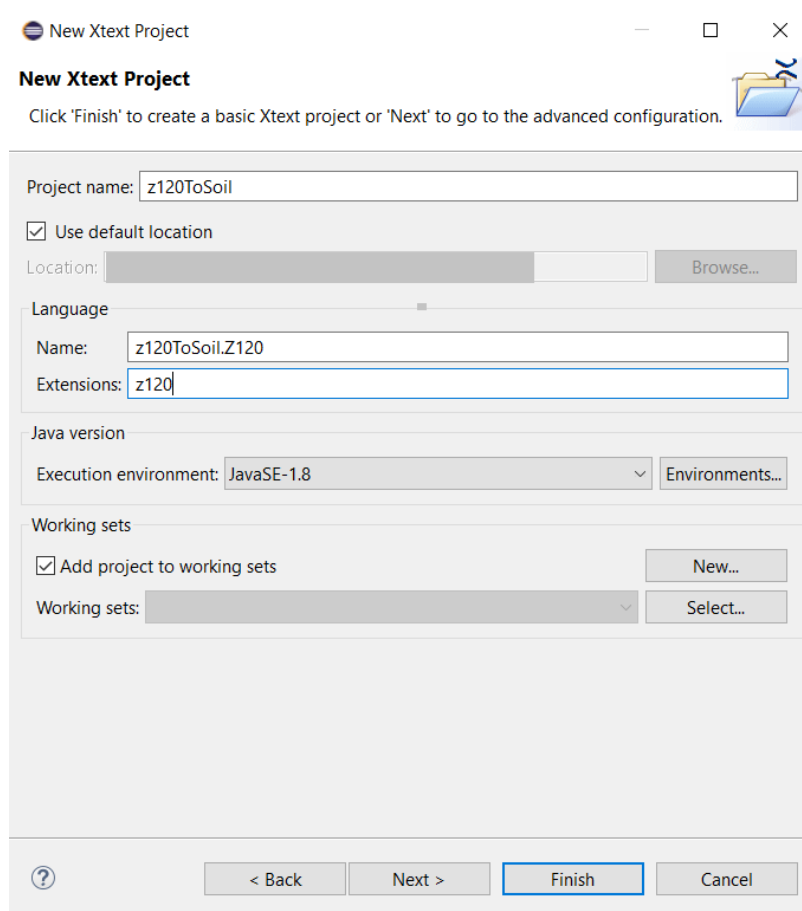 New Xtext Project
New Xtext Project
Click 'Finish' to create a basic Xtext project or 'Next' to go to the advanced configuration.
Project name: z120ToSoil
Use default location
Location: Browse...
Language
Name: z120ToSoil.Z120
Extensions: z120
Java version
Execution environment: JavaSE-1.8 Environments...
Working sets
Add project to working sets New...
Working sets: Select...
? < Back Next > Finish Cancel